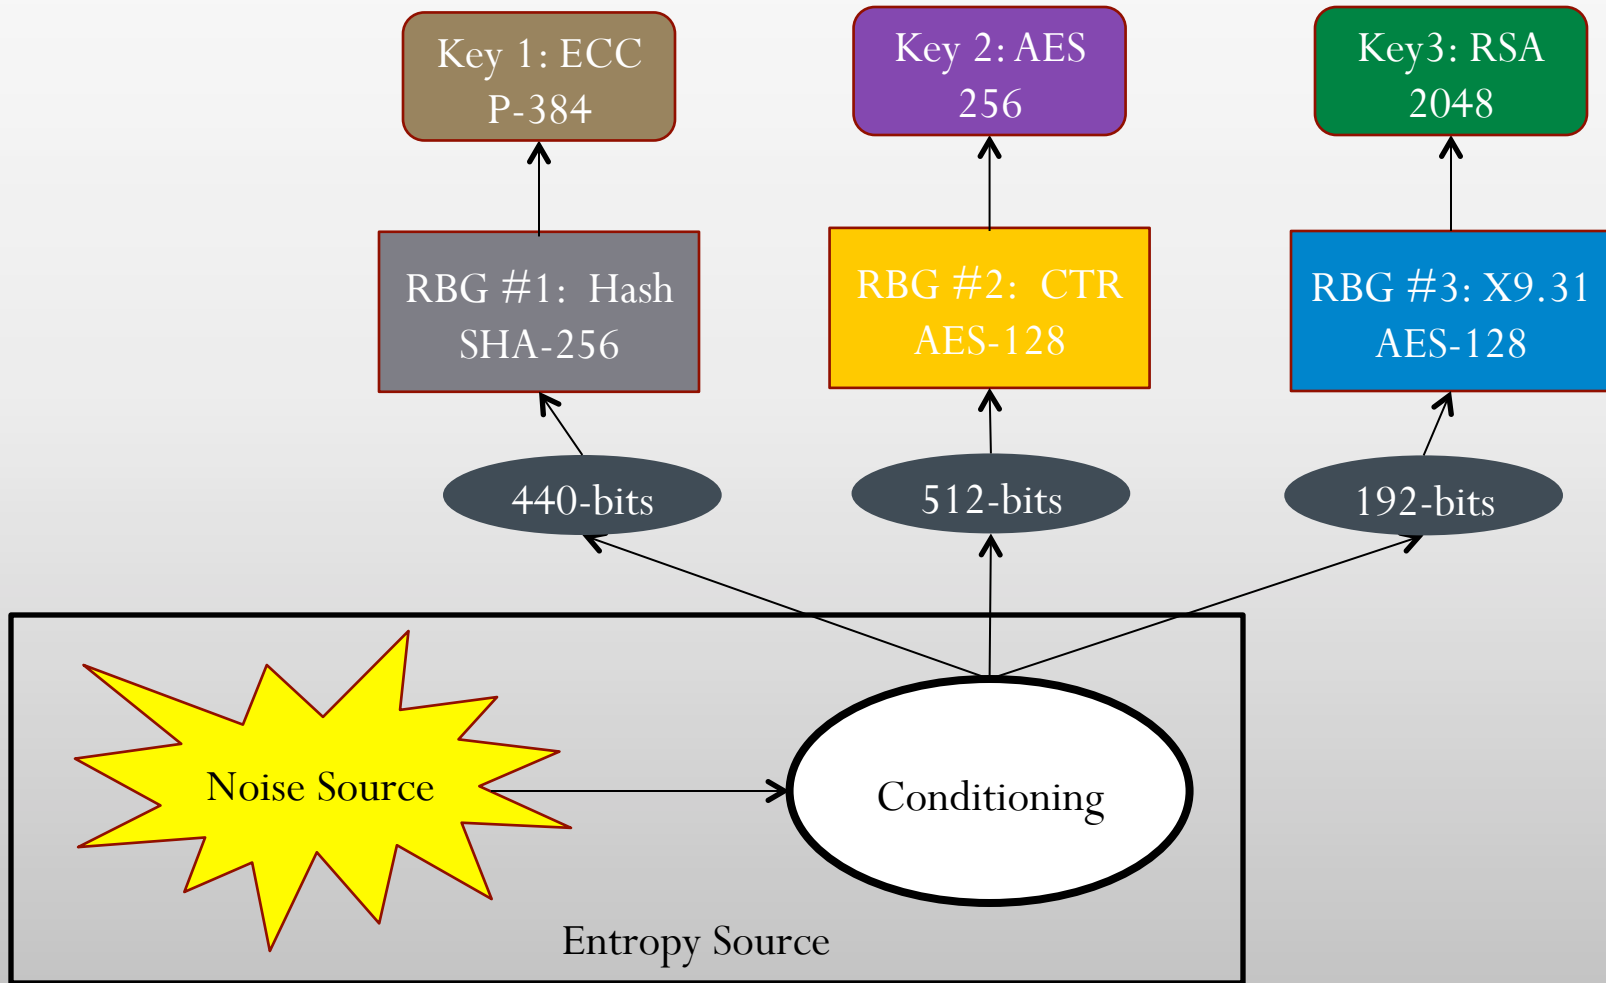 Key 1: ECC
P-384
Key 2: AES
256
Key3: RSA
2048
RBG #1:  Hash
SHA-256
RBG #2:  CTR
AES-128
RBG #3: X9.31
AES-128
440-bits
512-bits
192-bits
Noise Source
Conditioning
Entropy Source